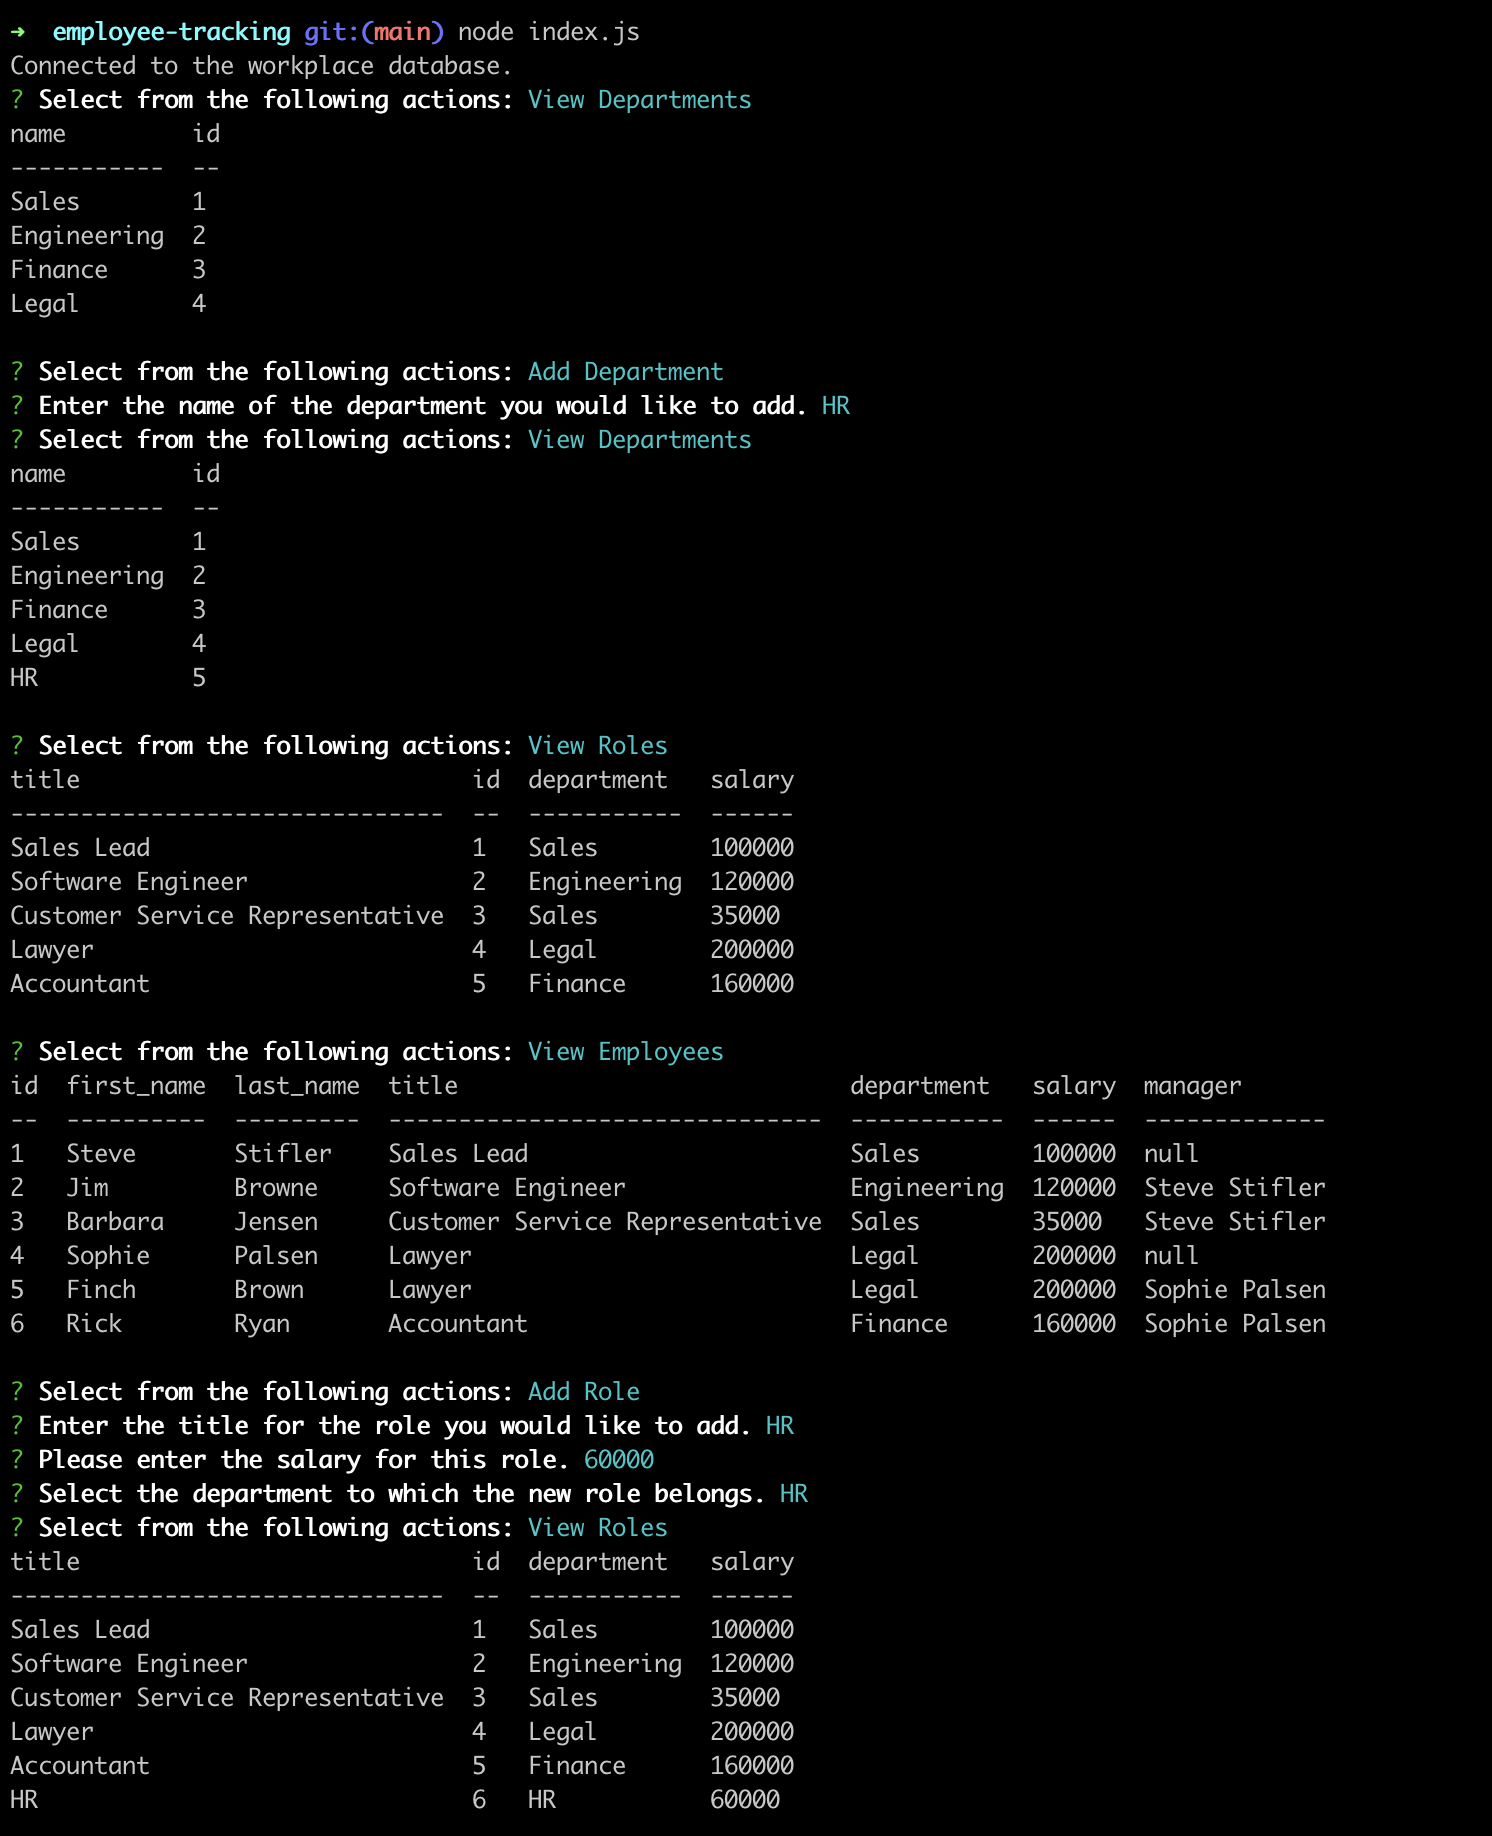 ➜  employee-tracking git:(main) node index.js
Connected to the workplace database.
? Select from the following actions: View Departments
name         id
-----------  --
Sales        1
Engineering  2
Finance      3
Legal        4
? Select from the following actions: Add Department
? Enter the name of the department you would like to add. HR
? Select from the following actions: View Departments
name         id
-----------  --
Sales        1
Engineering  2
Finance      3
Legal        4
HR           5
? Select from the following actions: View Roles
title                            id  department   salary
-------------------------------  --  -----------  ------
Sales Lead                       1   Sales        100000
Software Engineer                2   Engineering  120000
Customer Service Representative  3   Sales        35000
Lawyer                           4   Legal        200000
Accountant                       5   Finance      160000
? Select from the following actions: View Employees
id  first_name  last_name  title                            department   salary  manager
--  ----------  ---------  -------------------------------  -----------  ------  -------------
1   Steve       Stifler    Sales Lead                       Sales        100000  null
2   Jim         Browne     Software Engineer                Engineering  120000  Steve Stifler
3   Barbara     Jensen     Customer Service Representative  Sales        35000   Steve Stifler
4   Sophie      Palsen     Lawyer                           Legal        200000  null
5   Finch       Brown      Lawyer                           Legal        200000  Sophie Palsen
6   Rick        Ryan       Accountant                       Finance      160000  Sophie Palsen
? Select from the following actions: Add Role
? Enter the title for the role you would like to add. HR
? Please enter the salary for this role. 60000
? Select the department to which the new role belongs. HR
? Select from the following actions: View Roles
title                            id  department   salary
-------------------------------  --  -----------  ------
Sales Lead                       1   Sales        100000
Software Engineer                2   Engineering  120000
Customer Service Representative  3   Sales        35000
Lawyer                           4   Legal        200000
Accountant                       5   Finance      160000
HR                               6   HR           60000